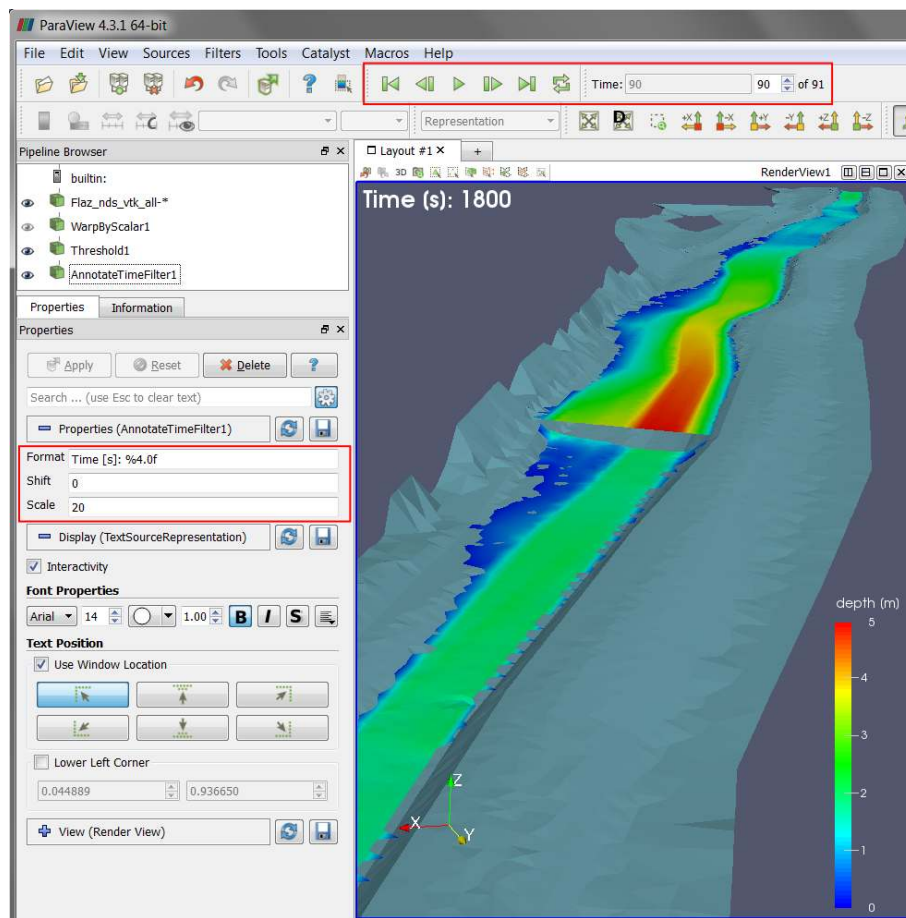 ParaView 4.3.1 64-bit
File Edit View Sources Filters Tools Catalyst Macros Help
Time: 90 90 of 91
Representation
+X -X +Y -Y +Z -Z
Pipeline Browser
Layout #1 × +
3D
RenderView1
builtin:
Flaz_nds_vtk_all-*
WarpByScalar1
Threshold1
AnnotateTimeFilter1
Time (s): 1800
Properties Information
Properties
Apply Reset Delete ?
Search ... (use Esc to clear text)
Properties (AnnotateTimeFilter1)
Format Time [s]: %4.0f
Shift 0
Scale 20
Display (TextSourceRepresentation)
Interactivity
Font Properties
Arial 14 1.00 B I S
Text Position
Use Window Location
Lower Left Corner
0.044889 0.936650
View (Render View)
depth (m)
5
4
3
2
1
0
Z
X
Y